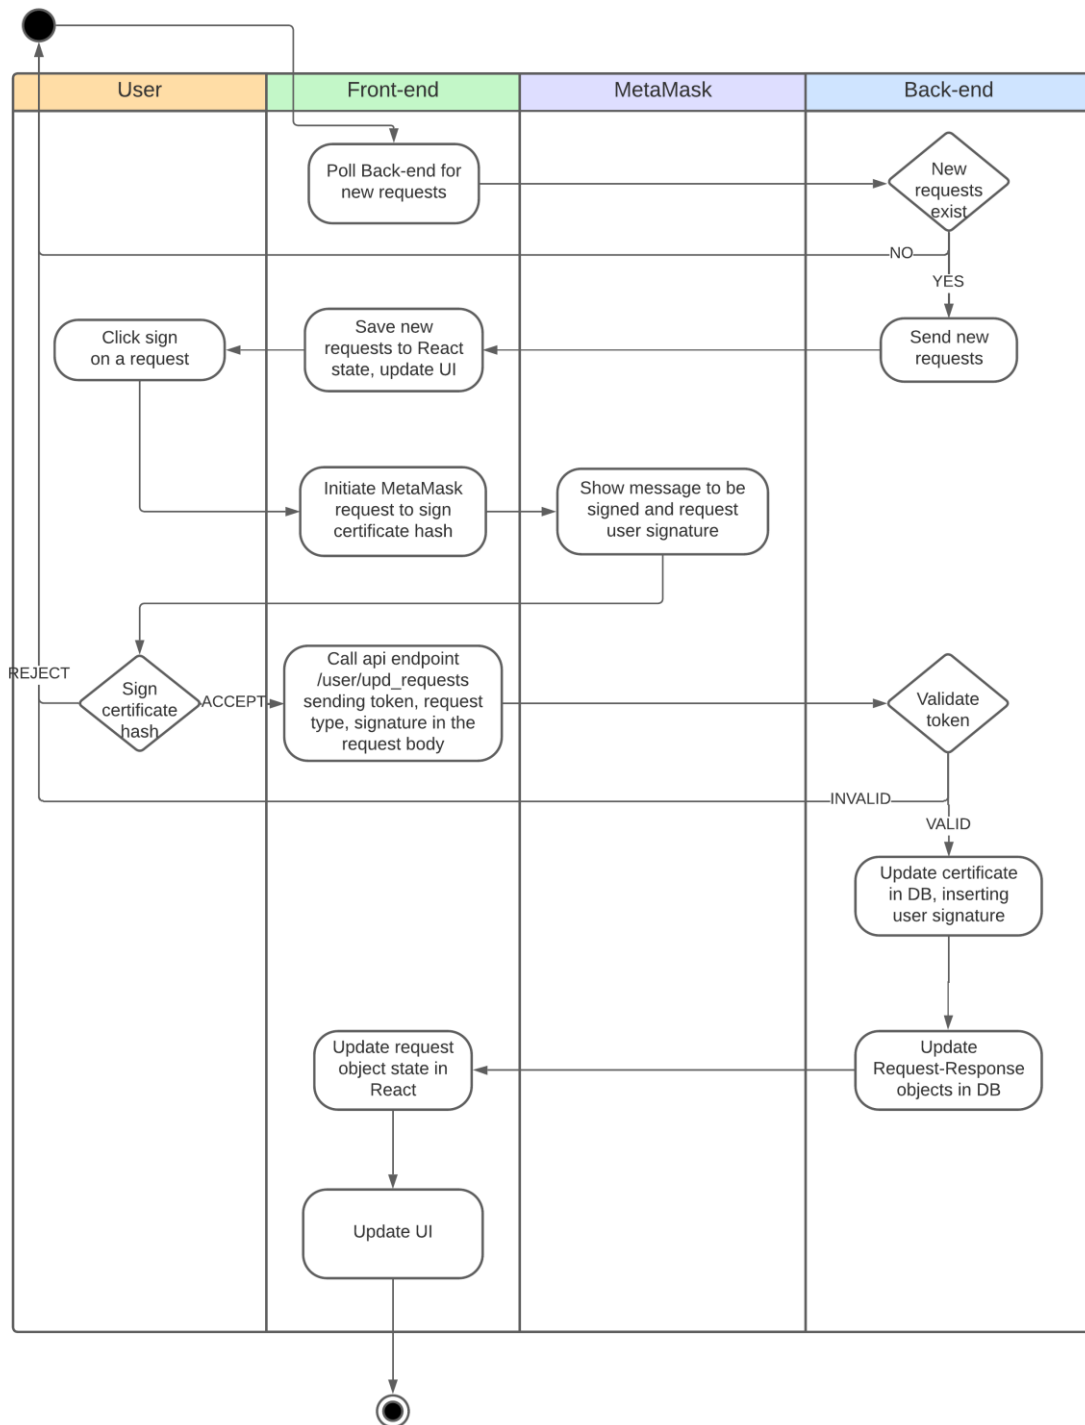 User
Front-end
MetaMask
Back-end
Poll Back-end for
new requests
New
requests
exist
NO
YES
Click sign
on a request
Save new
requests to React
state, update UI
Send new
requests
Initiate MetaMask
request to sign
certificate hash
Show message to be
signed and request
user signature
REJECT
Sign
certificate
hash
ACCEPT
Call api endpoint
/user/upd_requests
sending token, request
type, signature in the
request body
Validate
token
INVALID
VALID
Update certificate
in DB, inserting
user signature
Update request
object state in
React
Update
Request-Response
objects in DB
Update UI